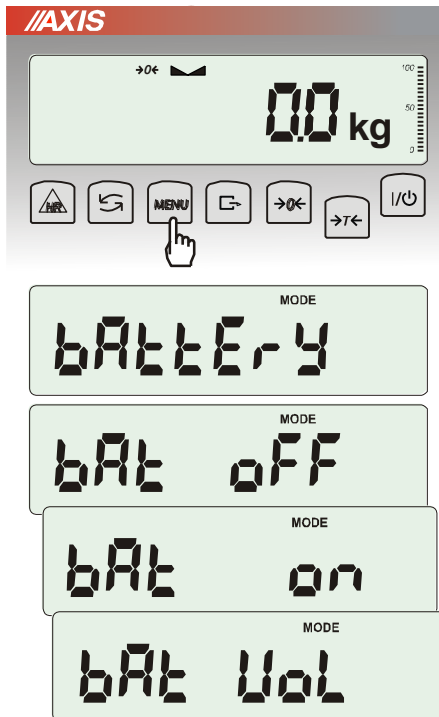 AXIS
→0←
100
0.0 kg
50
0
HR MENU →0← →T← I/⏻
MODE
bAttEry
MODE
bAt oFF
MODE
bAt on
MODE
bAt UoL